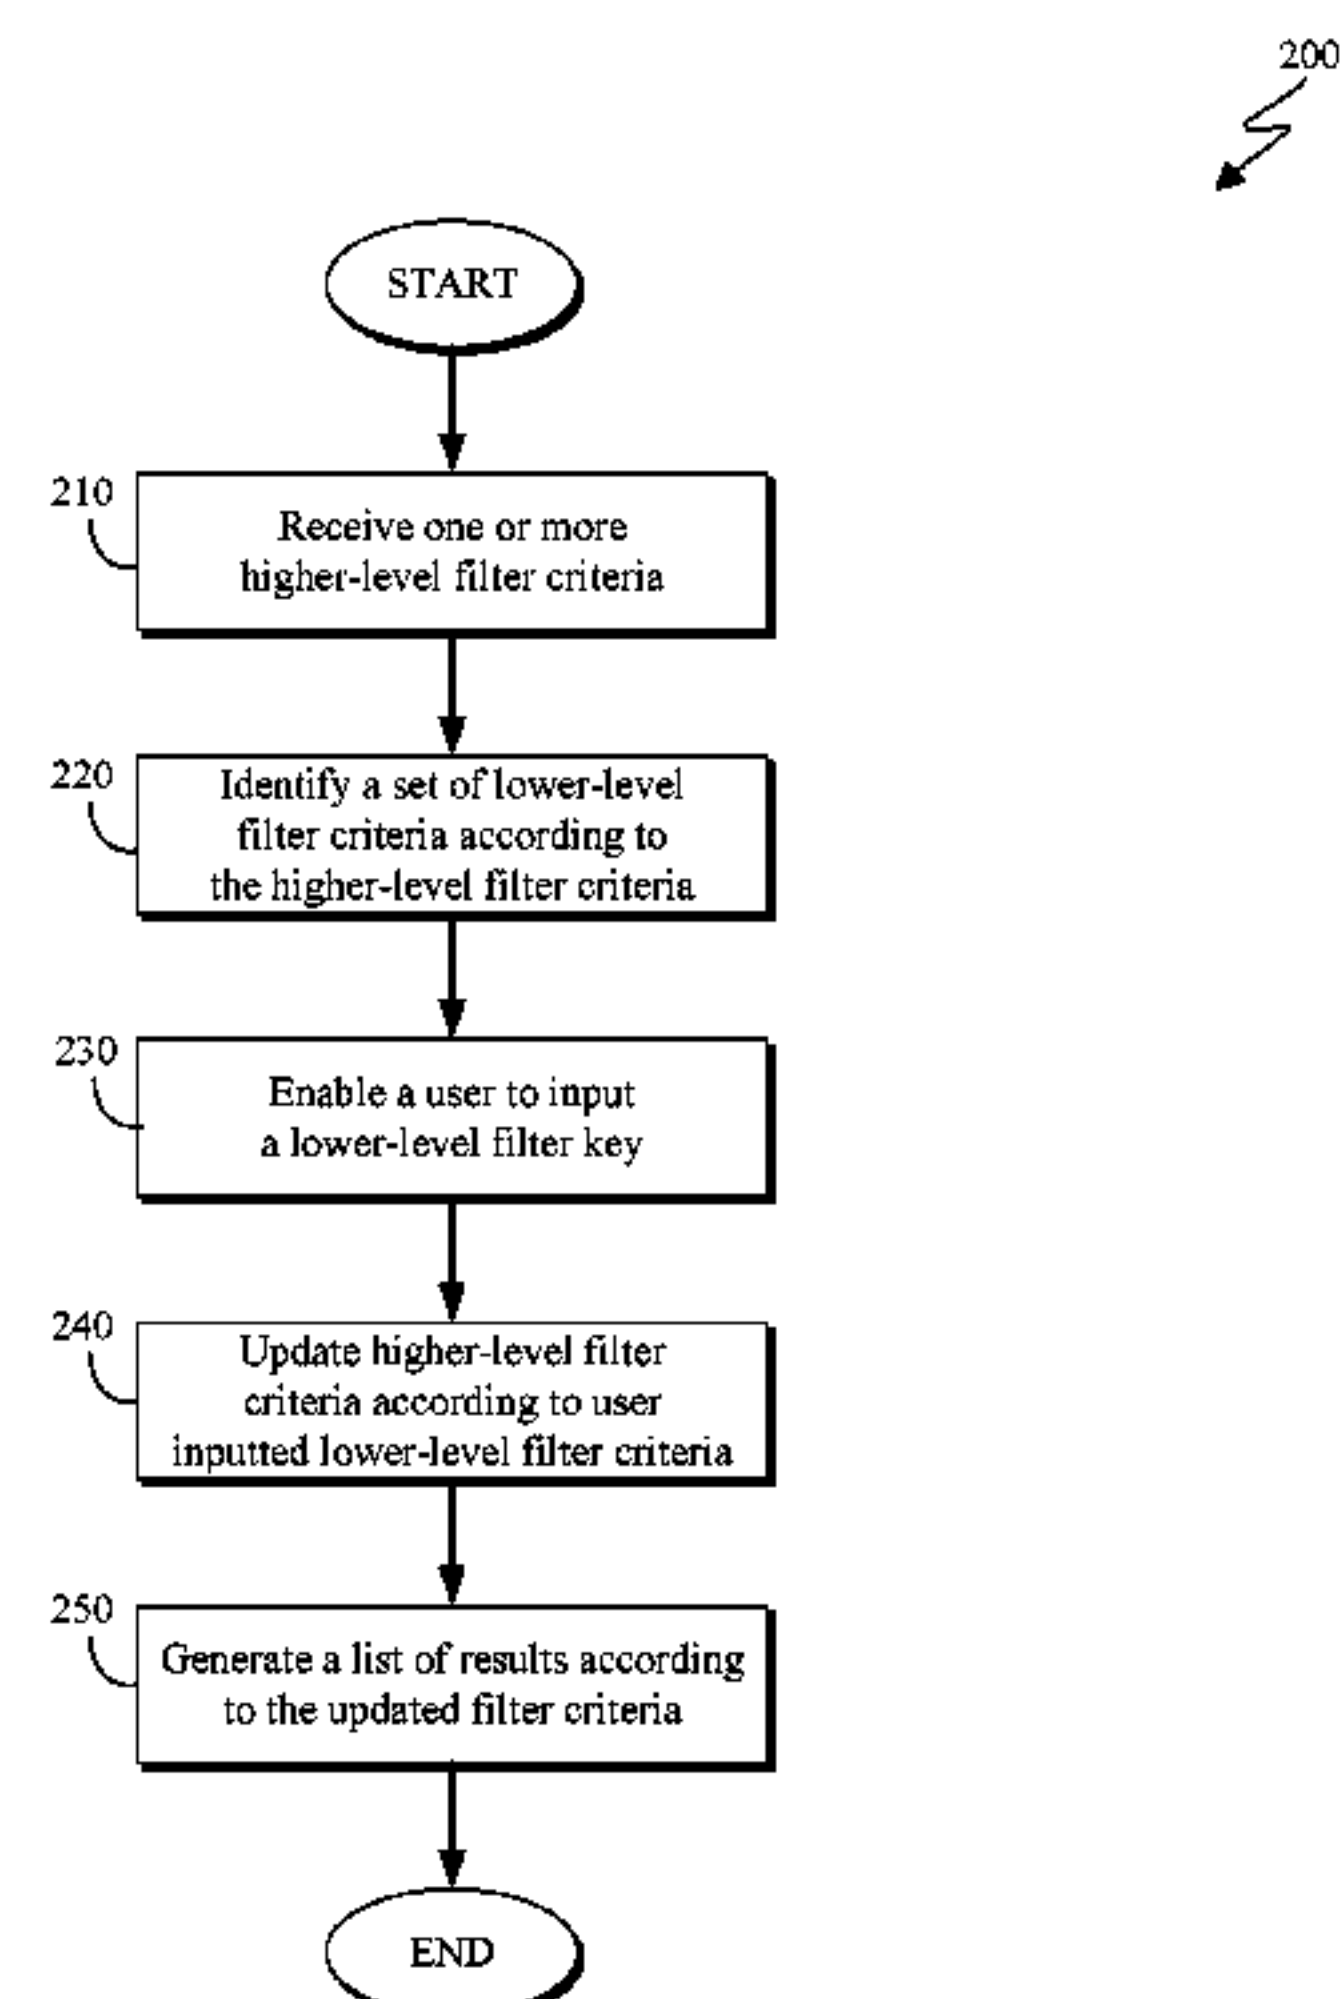 200
START
210
Receive one or more
higher-level filter criteria
220
Identify a set of lower-level
filter criteria according to
the higher-level filter criteria
230
Enable a user to input
a lower-level filter key
240
Update higher-level filter
criteria according to user
inputted lower-level filter criteria
250
Generate a list of results according
to the updated filter criteria
END